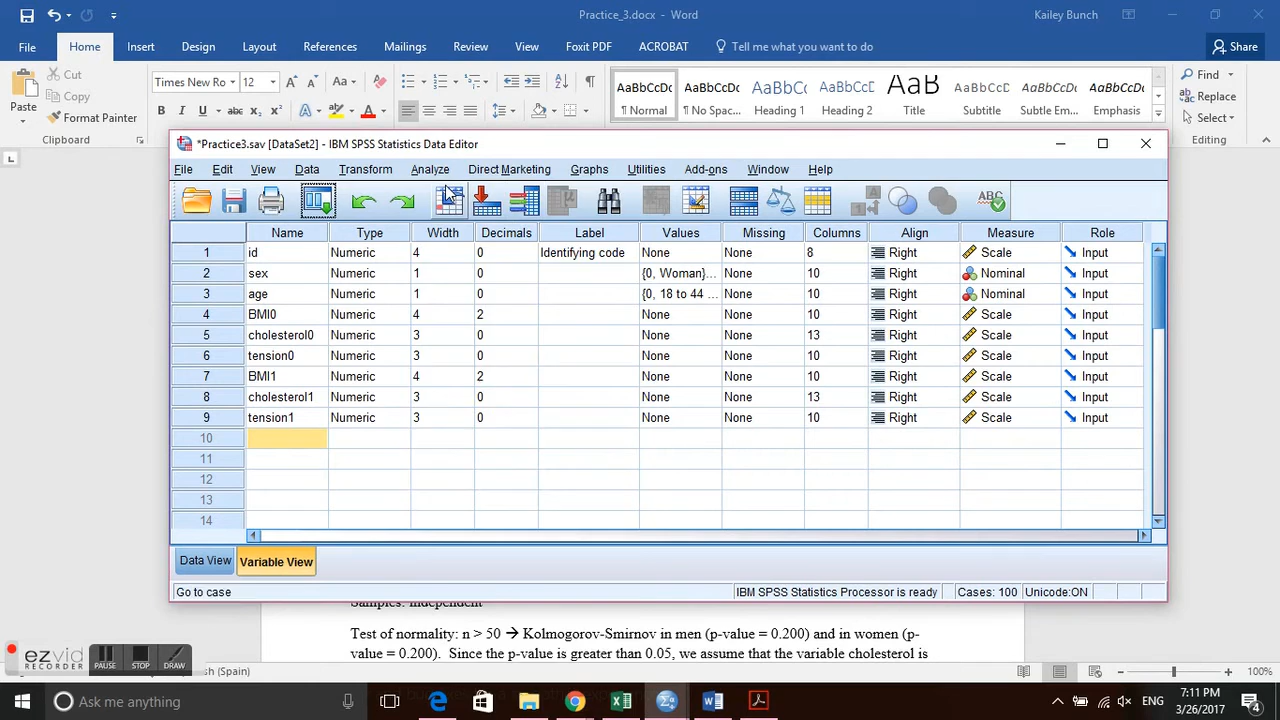 Practice_3.docx - Word
Kailey Bunch
File Home Insert Design Layout References Mailings Review View Foxit PDF ACROBAT Tell me what you want to do Share
Paste
Cut
Copy
Format Painter
Clipboard
Times New Ro 12 Aa
B I U abc x₂ x² A A
AaBbCcDc AaBbCcDc AaBbCc AaBbCcE AaB AaBbCcD AaBbCcDc AaBbCcDc
¶ Normal ¶ No Spac... Heading 1 Heading 2 Title Subtitle Subtle Em... Emphasis
Find
Replace
Select
Editing
*Practice3.sav [DataSet2] - IBM SPSS Statistics Data Editor
File Edit View Data Transform Analyze Direct Marketing Graphs Utilities Add-ons Window Help
Name Type Width Decimals Label Values Missing Columns Align Measure Role
1 id Numeric 4 0 Identifying code None None 8 Right Scale Input
2 sex Numeric 1 0 {0, Woman}... None 10 Right Nominal Input
3 age Numeric 1 0 {0, 18 to 44 ... None 10 Right Nominal Input
4 BMI0 Numeric 4 2 None None 10 Right Scale Input
5 cholesterol0 Numeric 3 0 None None 13 Right Scale Input
6 tension0 Numeric 3 0 None None 10 Right Scale Input
7 BMI1 Numeric 4 2 None None 10 Right Scale Input
8 cholesterol1 Numeric 3 0 None None 13 Right Scale Input
9 tension1 Numeric 3 0 None None 10 Right Scale Input
10
11
12
13
14
Data View Variable View
Go to case IBM SPSS Statistics Processor is ready Cases: 100 Unicode:ON
Samples: independent
Test of normality: n > 50 → Kolmogorov-Smirnov in men (p-value = 0.200) and in women (p-
value = 0.200). Since the p-value is greater than 0.05, we assume that the variable cholesterol is
ezvid
RECORDER
PAUSE STOP DRAW
(Spain)
100%
Ask me anything
ENG
7:11 PM
3/26/2017
4